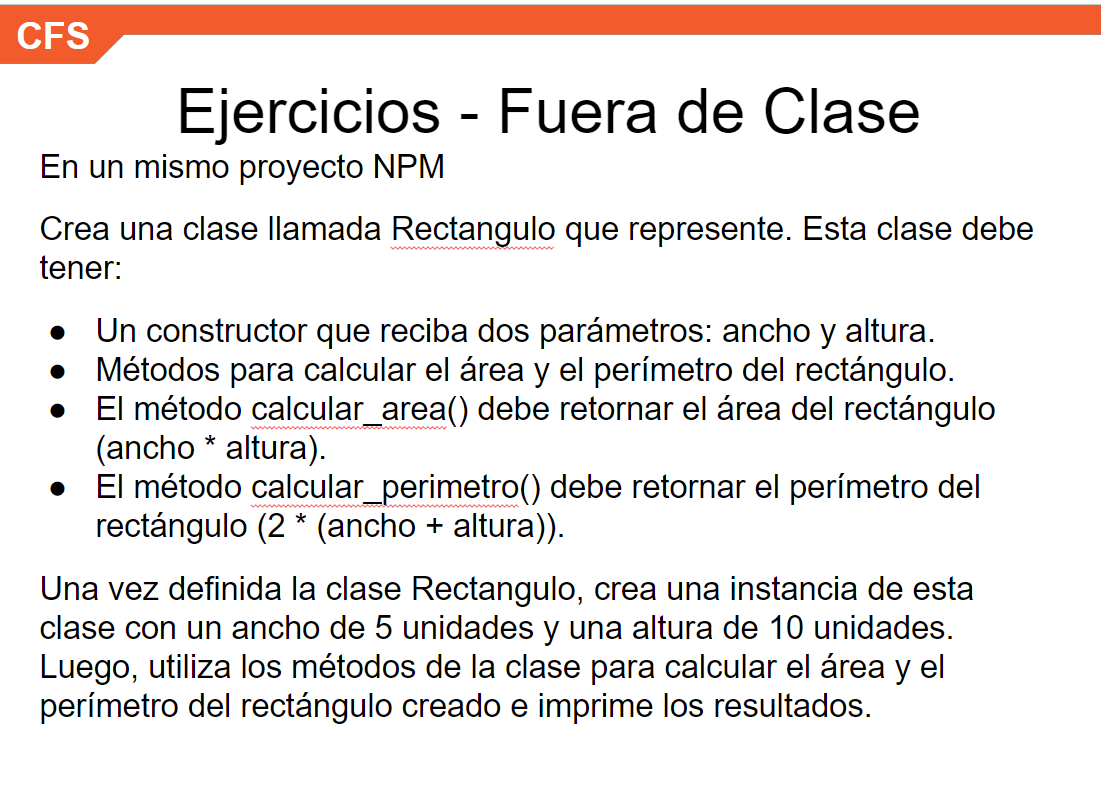 CFS
Ejercicios - Fuera de Clase
En un mismo proyecto NPM
Crea una clase llamada Rectangulo que represente. Esta clase debe
tener:
● Un constructor que reciba dos parámetros: ancho y altura.
● Métodos para calcular el área y el perímetro del rectángulo.
● El método calcular_area() debe retornar el área del rectángulo
(ancho * altura).
● El método calcular_perimetro() debe retornar el perímetro del
rectángulo (2 * (ancho + altura)).
Una vez definida la clase Rectangulo, crea una instancia de esta
clase con un ancho de 5 unidades y una altura de 10 unidades.
Luego, utiliza los métodos de la clase para calcular el área y el
perímetro del rectángulo creado e imprime los resultados.